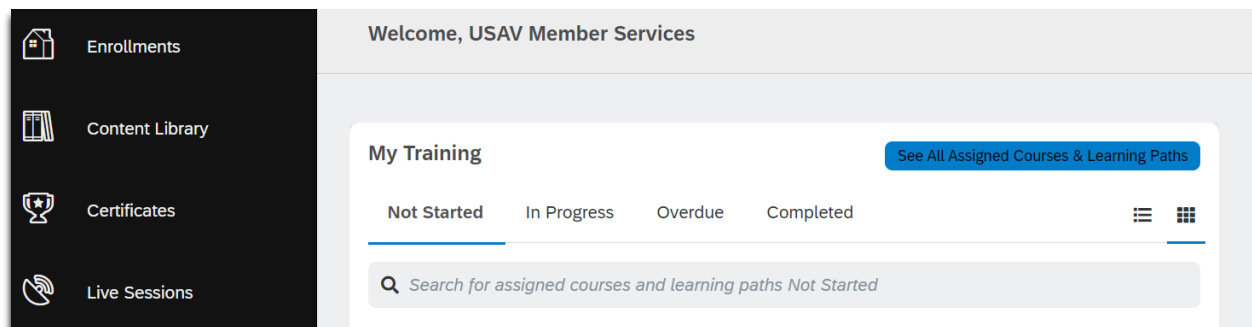 Enrollments
Content Library
Certificates
Live Sessions
Welcome, USAV Member Services
My Training
See All Assigned Courses & Learning Paths
Not Started In Progress Overdue Completed
Search for assigned courses and learning paths Not Started